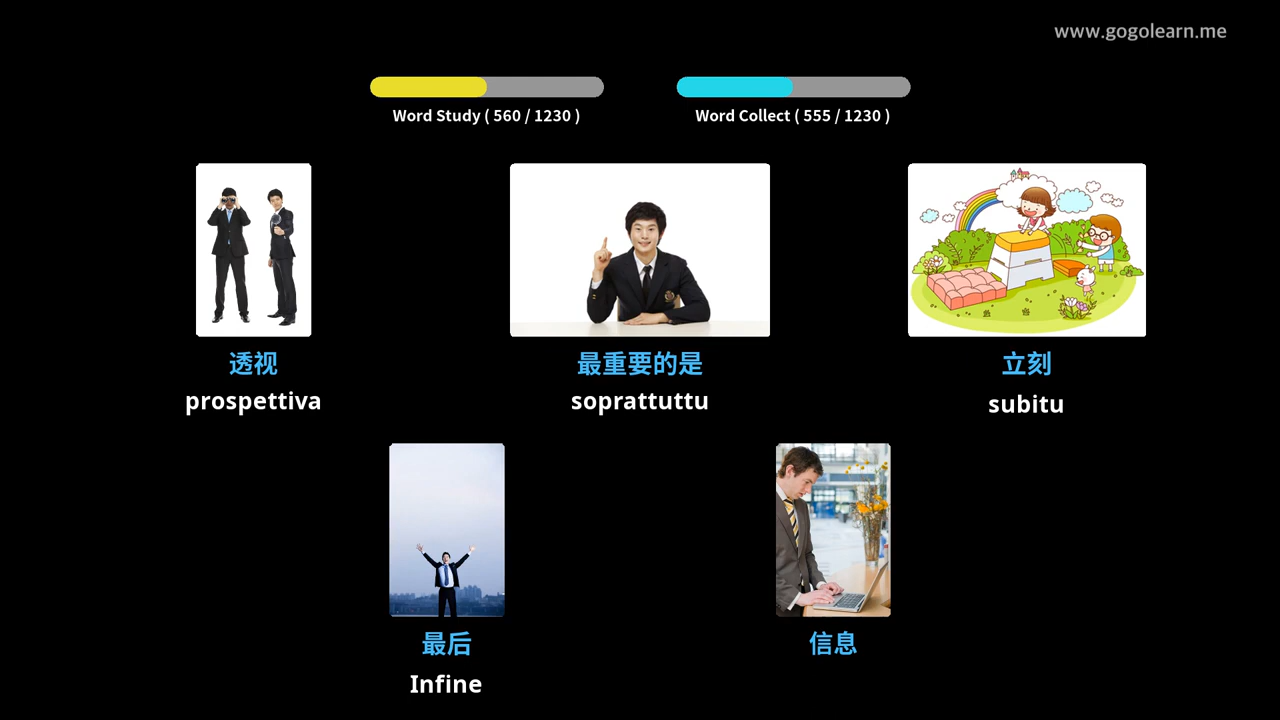 www.gogolearn.me
Word Study ( 560 / 1230 )
Word Collect ( 555 / 1230 )
透视
prospettiva
最重要的是
soprattuttu
立刻
subitu
最后
Infine
信息